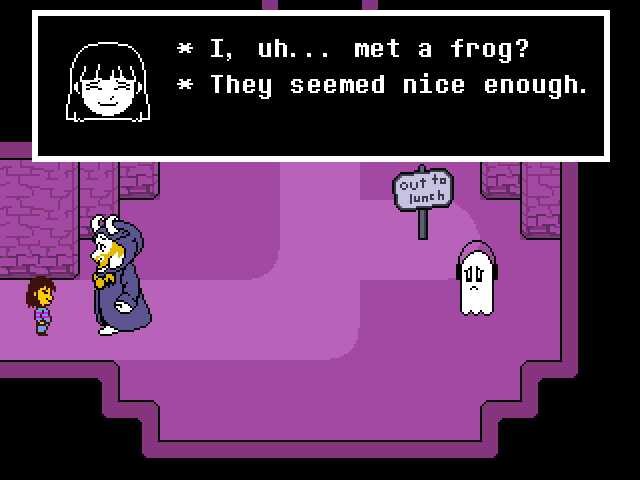 * I, uh... met a frog?
* They seemed nice enough.
out to
lunch